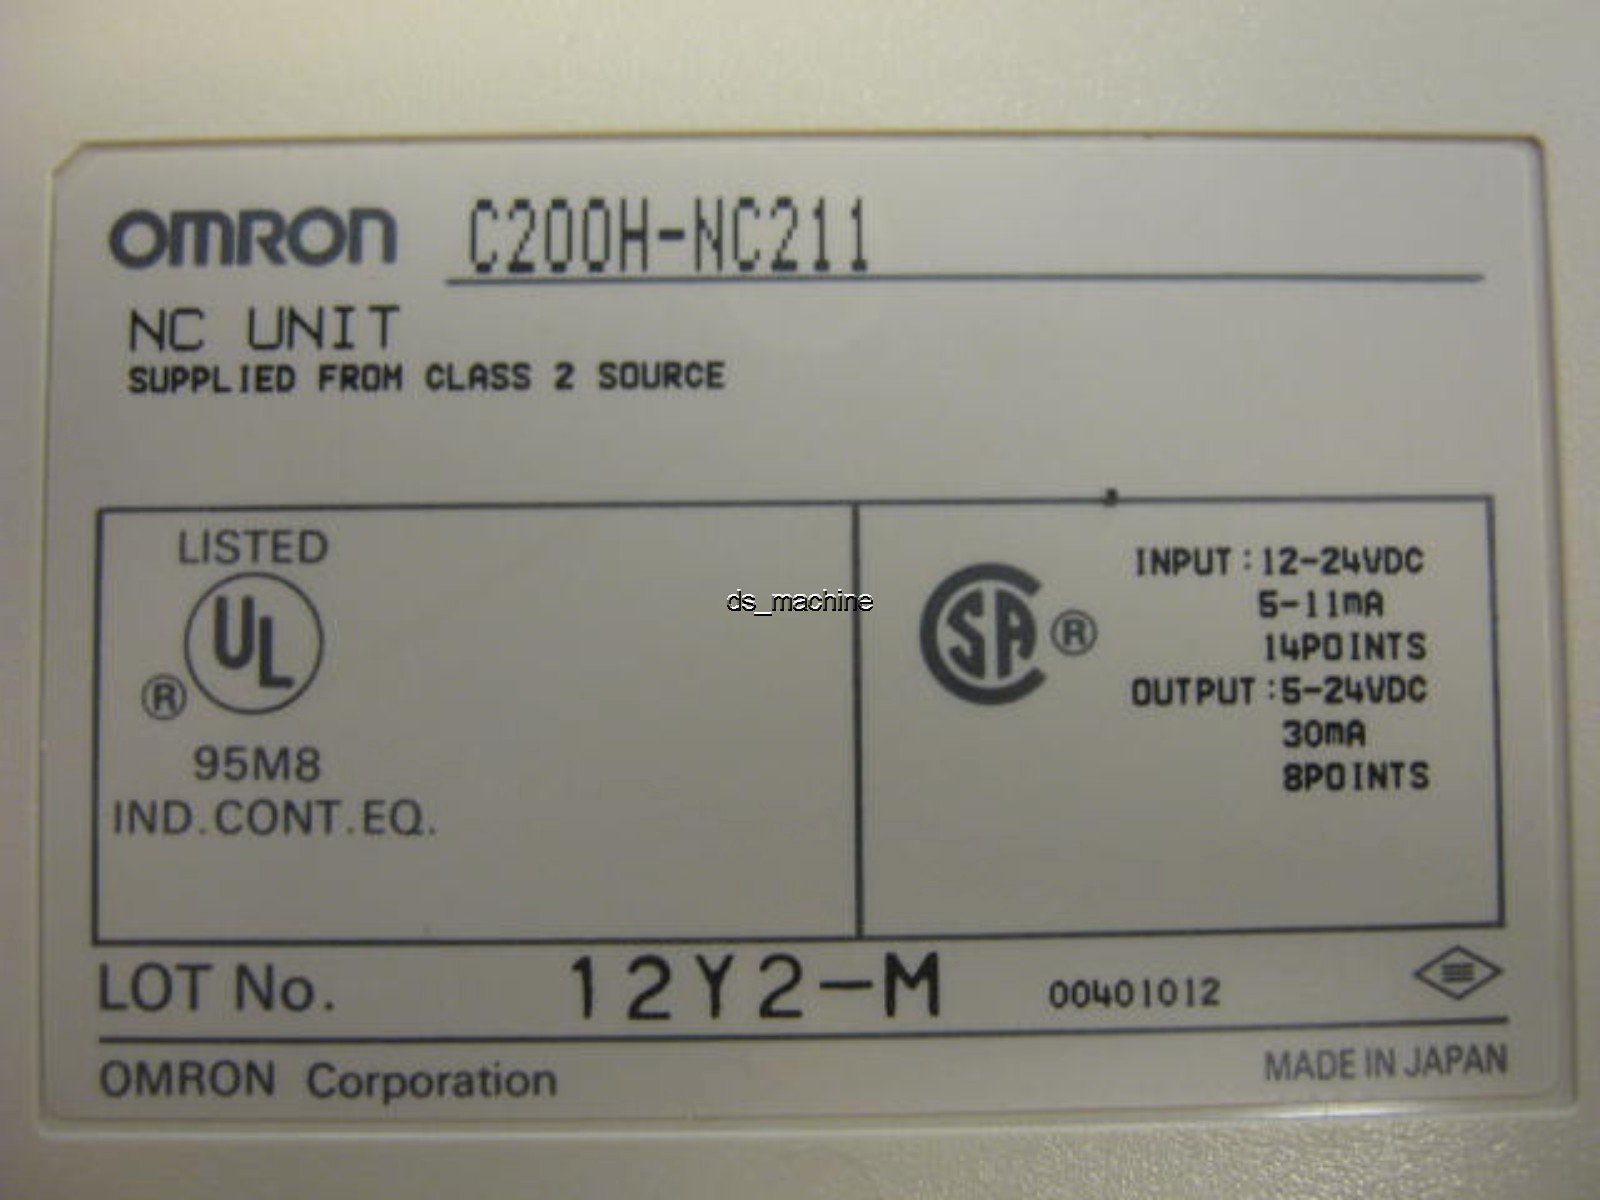 OMRON C200H-NC211
NC UNIT
SUPPLIED FROM CLASS 2 SOURCE
LISTED
UL
®
95M8
IND.CONT.EQ.
ds_machine
SA ®
INPUT:12-24VDC
5-11mA
14POINTS
OUTPUT:5-24VDC
30mA
8POINTS
LOT No. 12Y2-M 00401012
OMRON Corporation MADE IN JAPAN